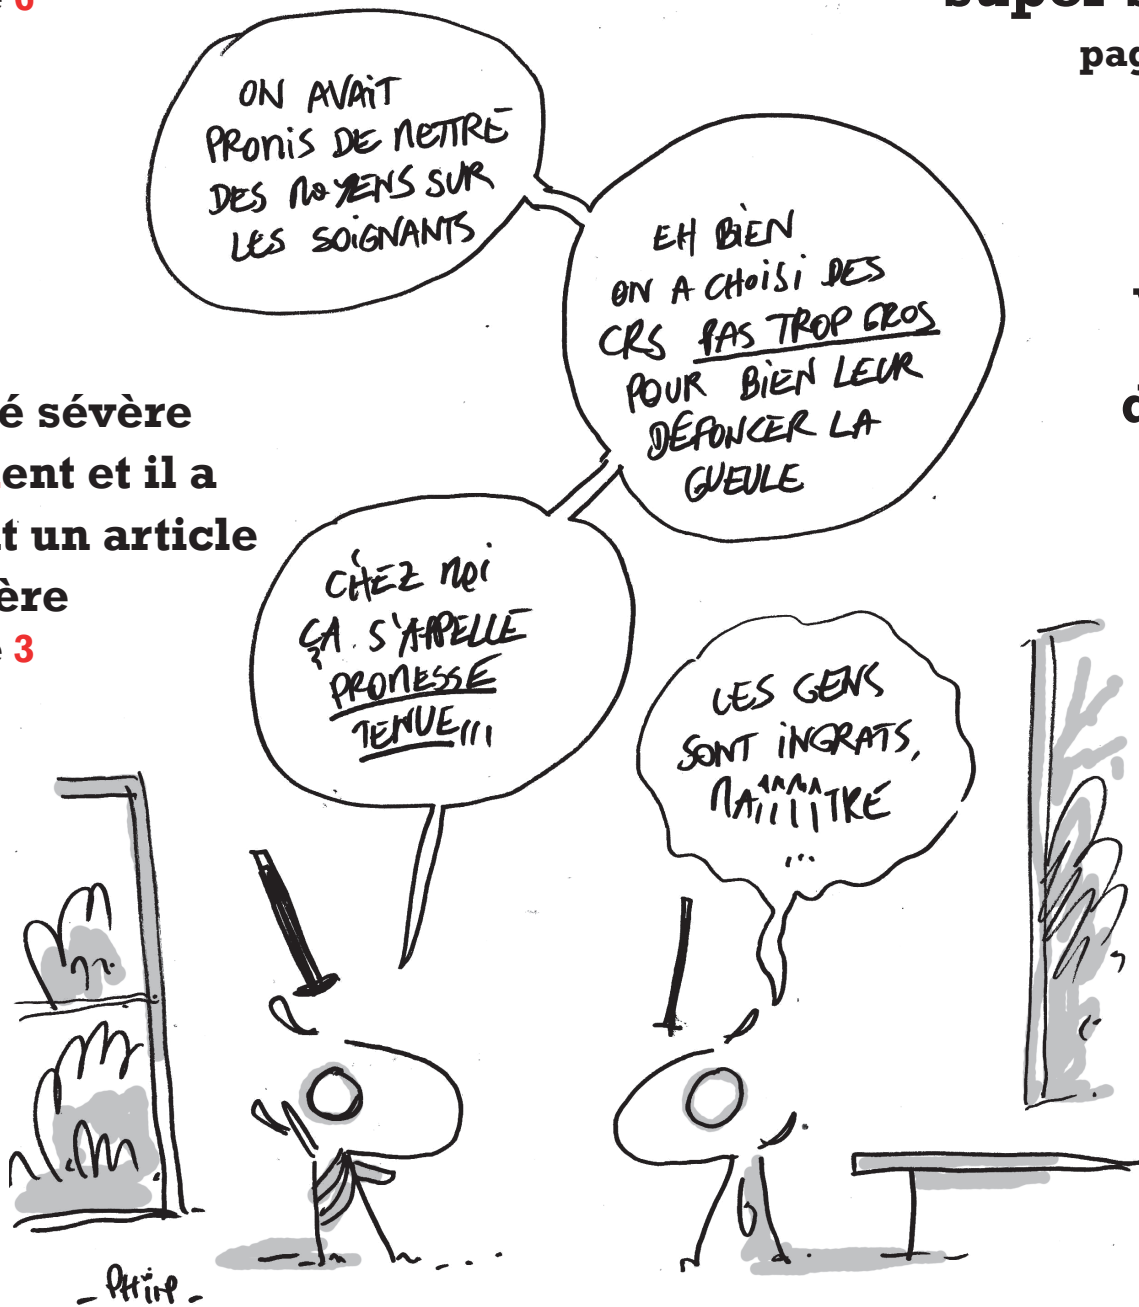 6
super
pag
ON AVAIT
PROMIS DE METTRE
DES MOYENS SUR
LES SOIGNANTS
EH BIEN
ON A CHOISI DES
CRS PAS TROP GROS
POUR BIEN LEUR
DÉFONCER LA
GUEULE
é sévère
ent et il a
t un article
ère
3
d
CHEZ MOI
ÇA S'APPELLE
PROMESSE
TENUE...
LES GENS
SONT INGRATS,
MAÎÎÎÎTRE
...